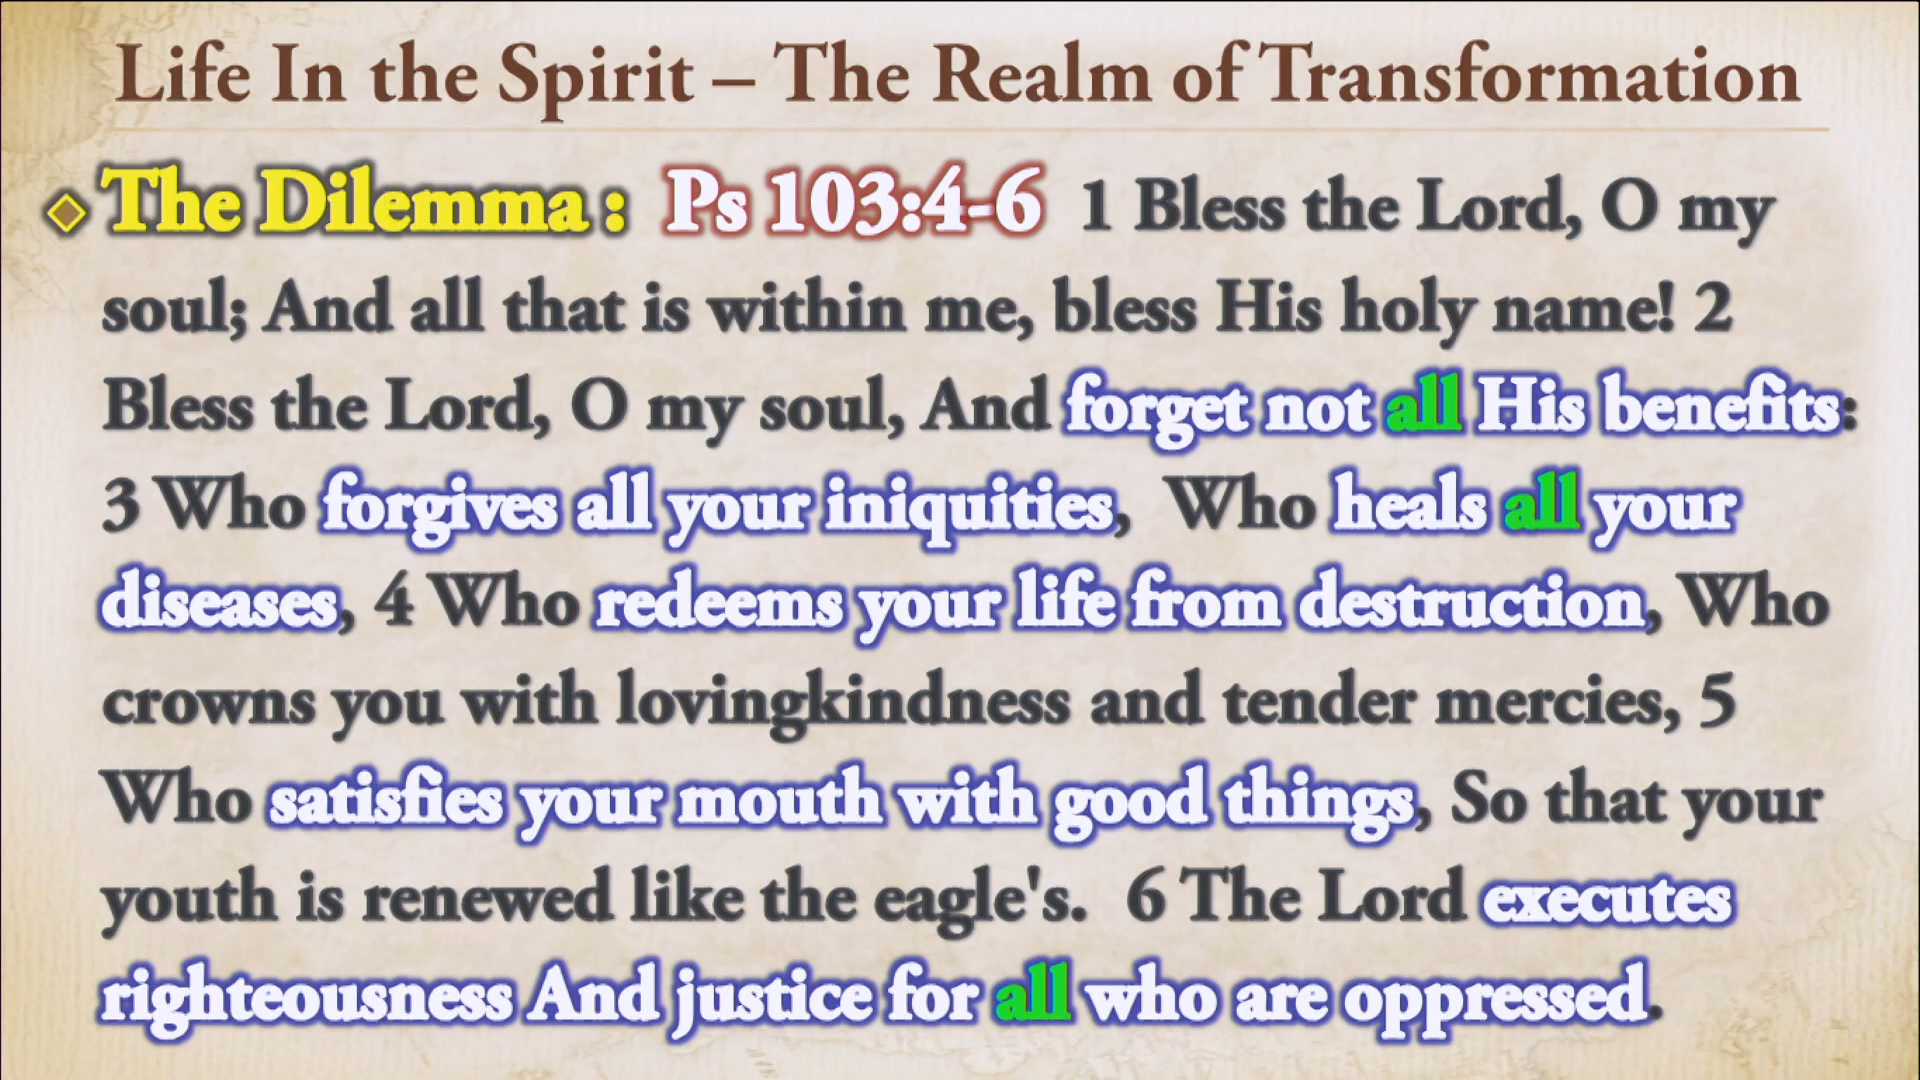 Life In the Spirit – The Realm of Transformation
The Dilemma : Ps 103:4-6 1 Bless the Lord, O my
soul; And all that is within me, bless His holy name! 2
Bless the Lord, O my soul, And forget not all His benefits:
3 Who forgives all your iniquities, Who heals all your
diseases, 4 Who redeems your life from destruction, Who
crowns you with lovingkindness and tender mercies, 5
Who satisfies your mouth with good things, So that your
youth is renewed like the eagle's. 6 The Lord executes
righteousness And justice for all who are oppressed.